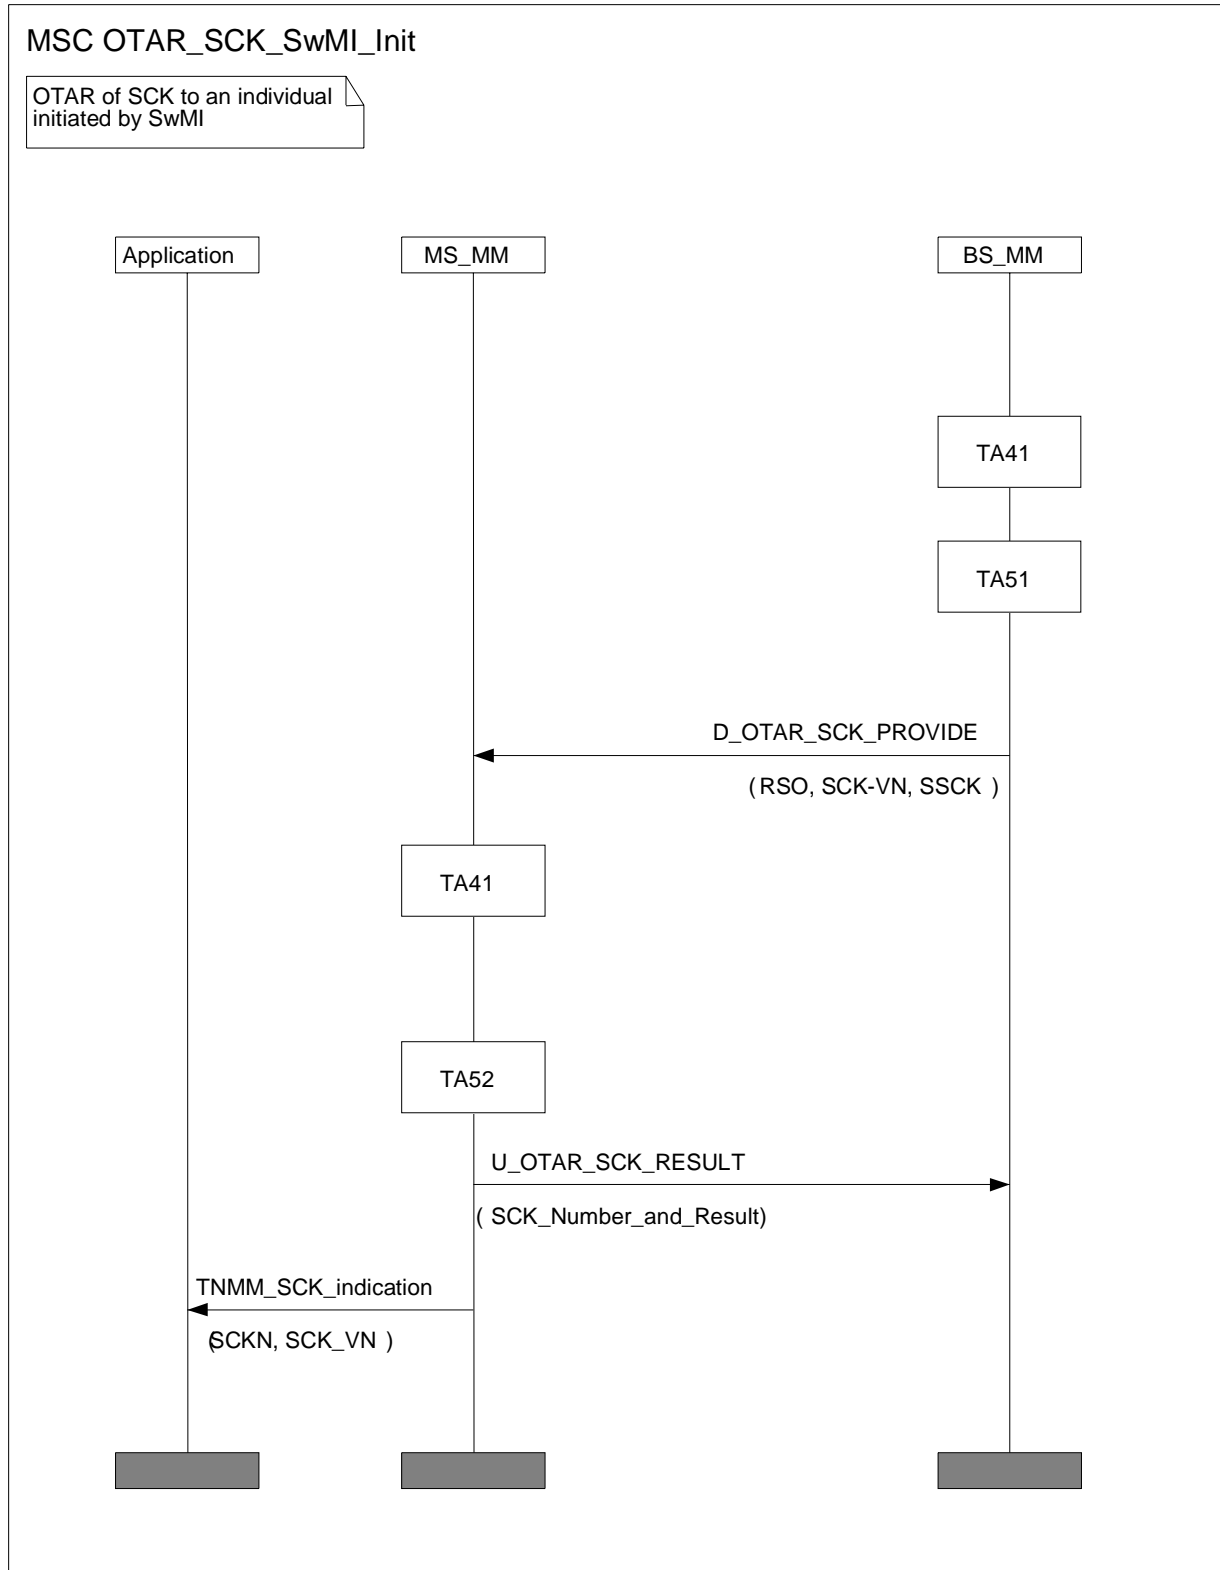 MSC OTAR_SCK_SwMI_Init
OTAR of SCK to an individual
initiated by SwMI
Application
MS_MM
BS_MM
TA41
TA51
D_OTAR_SCK_PROVIDE
( RSO, SCK-VN, SSCK )
TA41
TA52
U_OTAR_SCK_RESULT
( SCK_Number_and_Result)
TNMM_SCK_indication
(SCKN, SCK_VN )